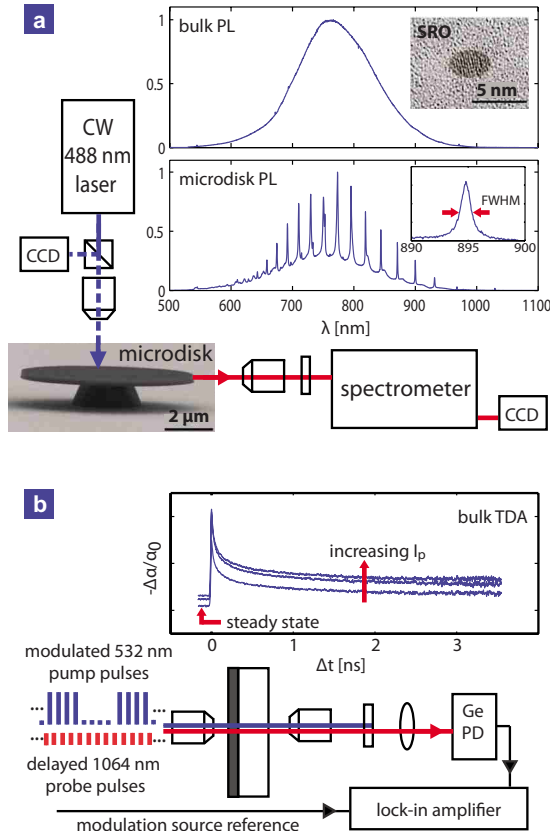 a
bulk PL
SRO
5 nm
1
0.5
0
microdisk PL
FWHM
890
895
900
1
0.5
0
500
600
700
800
900
1000
1100
λ [nm]
CW
488 nm
laser
CCD
microdisk
2 μm
spectrometer
CCD
b
bulk TDA
-Δα/α0
increasing Ip
steady state
0
1
2
3
Δt [ns]
modulated 532 nm
pump pulses
delayed 1064 nm
probe pulses
Ge
PD
lock-in amplifier
modulation source reference